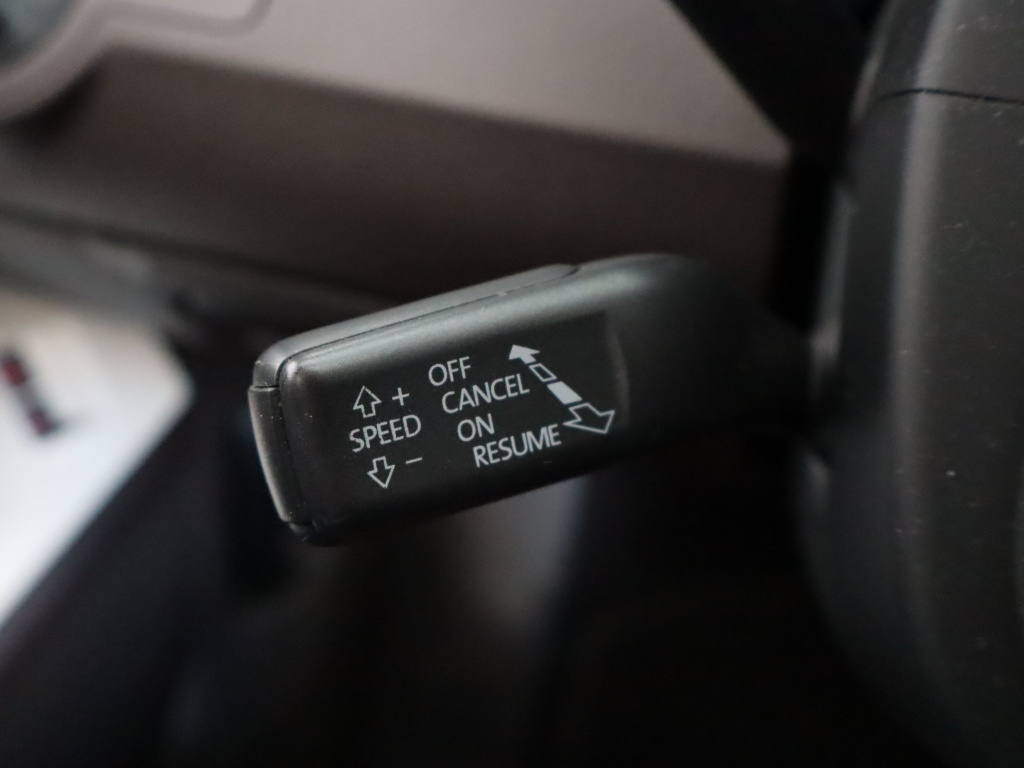 +
SPEED
−
OFF
CANCEL
ON
RESUME